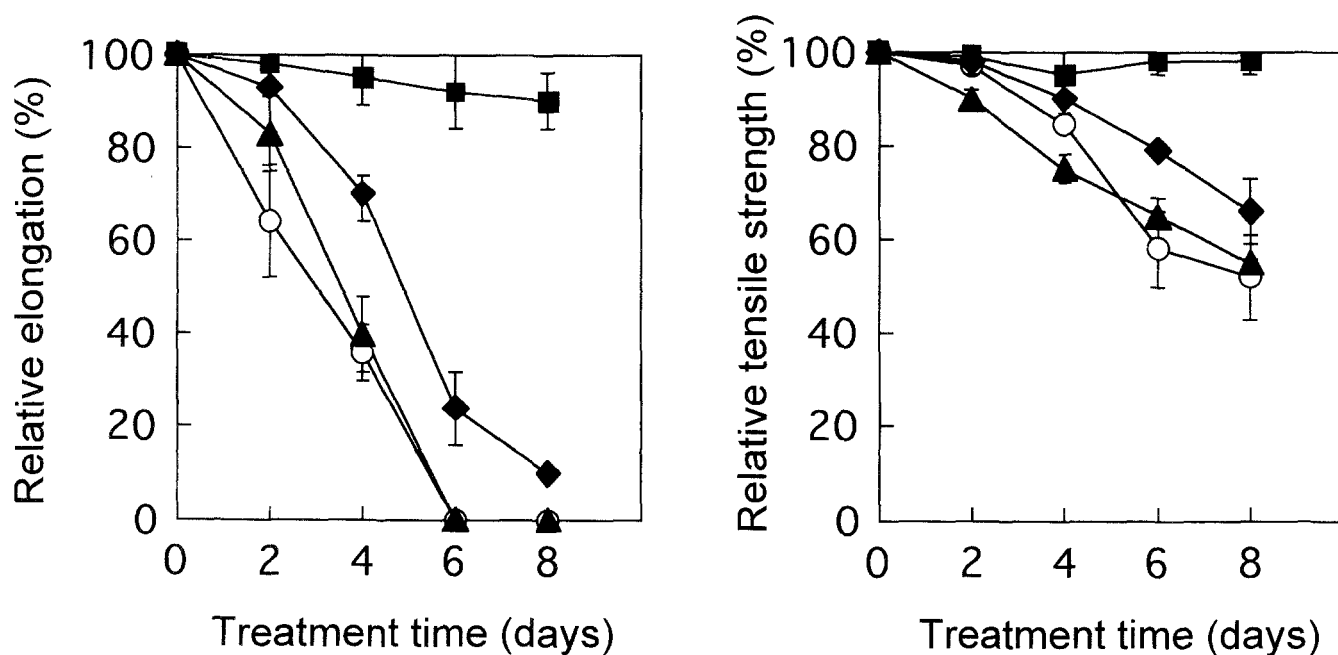 Relative elongation (%)
100
80
60
40
20
0
0 2 4 6 8
Treatment time (days)
Relative tensile strength (%)
100
80
60
40
20
0
0 2 4 6 8
Treatment time (days)